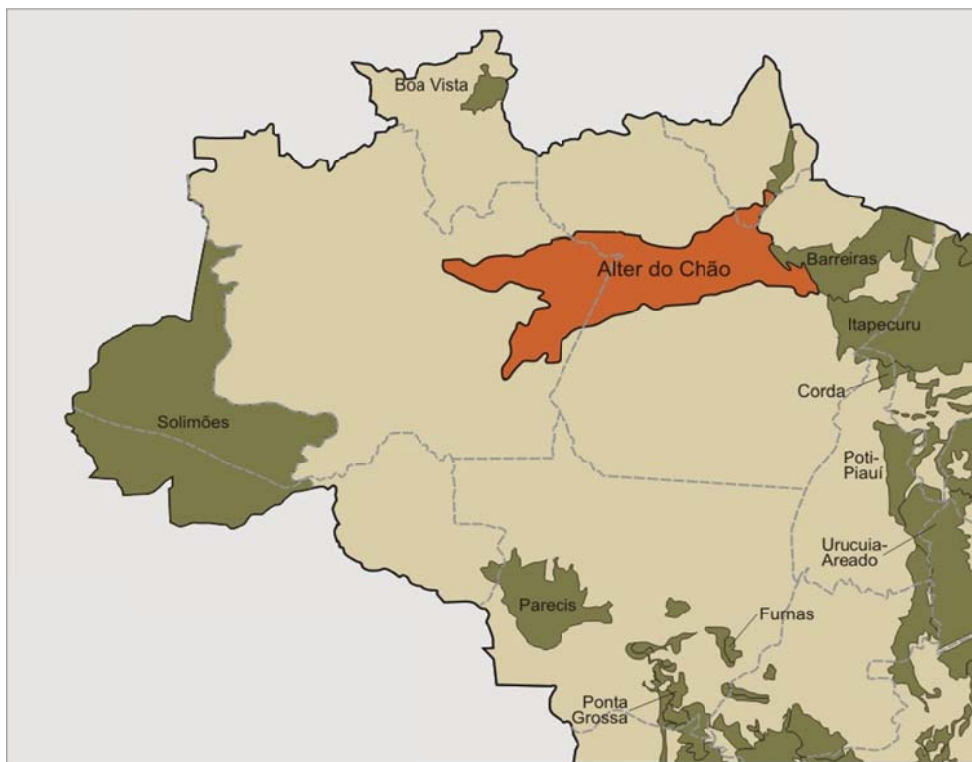 Boa Vista
Alter do Chão
Barreiras
Itapecuru
Corda
Solimões
Poti-
Piauí
Urucuia-
Areado
Parecis
Furnas
Ponta
Grossa